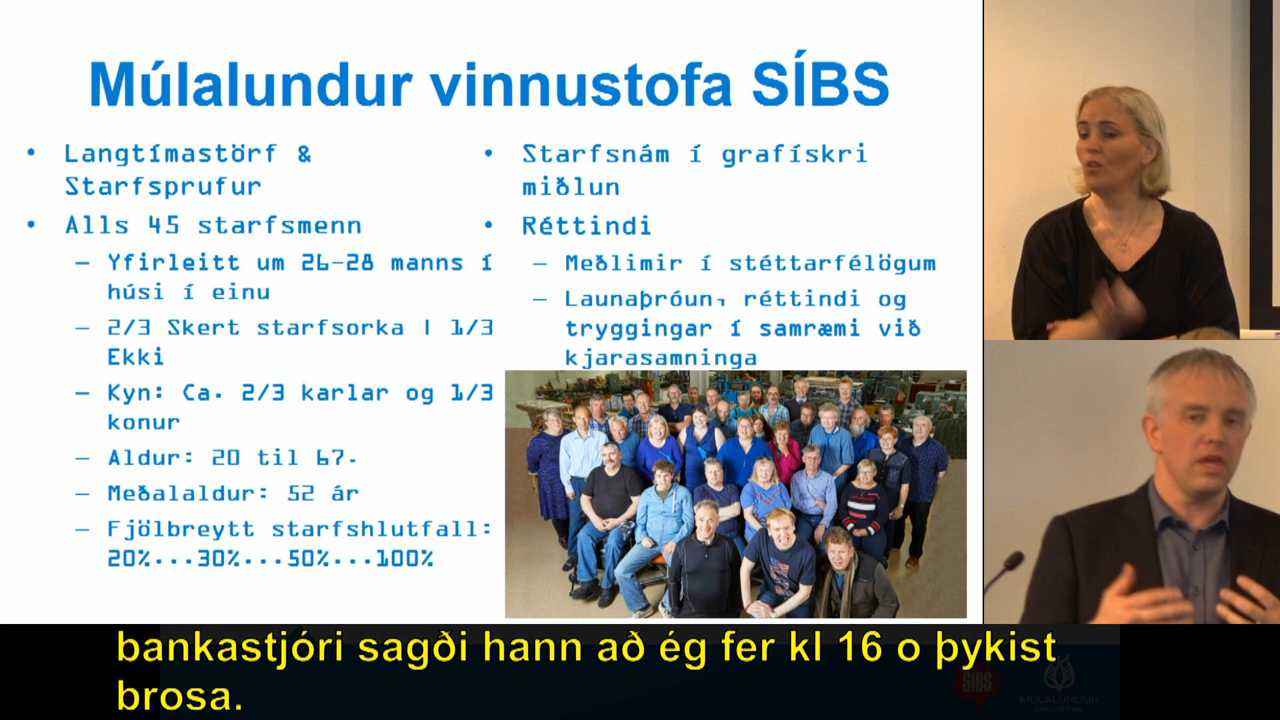 Múlalundur vinnustofa SÍBS
• Langtímastörf &
Starfsprufur
• Alls 45 starfsmenn
– Yfirleitt um 26-28 manns í
húsi í einu
– 2/3 Skert starfsorka | 1/3
Ekki
– Kyn: Ca. 2/3 karlar og 1/3
konur
– Aldur: 20 til 67.
– Meðalaldur: 52 ár
– Fjölbreytt starfshlutfall:
20%...30%...50%...100%
• Starfsnám í grafískri
miðlun
• Réttindi
– Meðlimir í stéttarfélögum
– Launaþróun, réttindi og
tryggingar í samræmi við
kjarasamninga
bankastjóri sagði hann að ég fer kl 16 o þykist
brosa.
SÍBS
MÚLALUNDUR